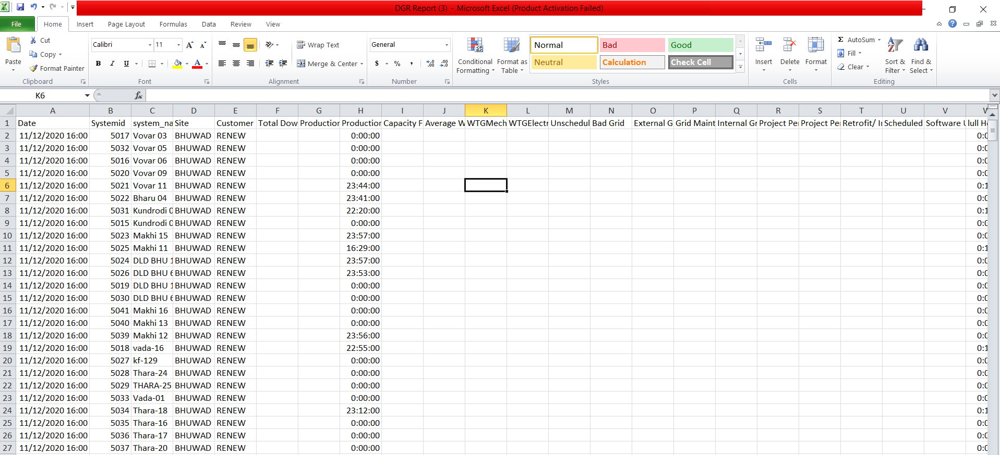 DGR Report (3) - Microsoft Excel (Product Activation Failed)
File Home Insert Page Layout Formulas Data Review View
Paste Cut Copy Format Painter Clipboard
Calibri 11 A A B I U A Font
Wrap Text Merge & Center Alignment
General $ % , .00 .00 Number
Conditional Formatting Format as Table
Normal Bad Good
Neutral Calculation Check Cell
Styles
Insert Delete Format Cells
Σ AutoSum Fill Clear Sort & Filter Find & Select Editing
K6 fx
A B C D E F G H I J K L M N O P Q R S T U V W
1 Date Systemid system_na Site Customer Total Dow Production Production Capacity F Average W WTGMech WTGElectr Unschedul Bad Grid External G Grid Maint Internal Gr Project Per Project Per Retrofit/ In Scheduled Software U lull Ho
2 11/12/2020 16:00 5017 Vovar 03 BHUWAD RENEW 0:00:00 0:0
3 11/12/2020 16:00 5032 Vovar 05 BHUWAD RENEW 0:00:00 0:0
4 11/12/2020 16:00 5016 Vovar 06 BHUWAD RENEW 0:00:00 0:0
5 11/12/2020 16:00 5020 Vovar 09 BHUWAD RENEW 0:00:00 0:0
6 11/12/2020 16:00 5021 Vovar 11 BHUWAD RENEW 23:44:00 0:1
7 11/12/2020 16:00 5022 Bharu 04 BHUWAD RENEW 23:41:00 0:0
8 11/12/2020 16:00 5031 Kundrodi 0 BHUWAD RENEW 22:20:00 0:1
9 11/12/2020 16:00 5015 Kundrodi 0 BHUWAD RENEW 0:00:00 0:0
10 11/12/2020 16:00 5023 Makhi 15 BHUWAD RENEW 23:57:00 0:0
11 11/12/2020 16:00 5025 Makhi 11 BHUWAD RENEW 16:29:00 0:1
12 11/12/2020 16:00 5024 DLD BHU 1 BHUWAD RENEW 23:57:00 0:0
13 11/12/2020 16:00 5026 DLD BHU 6 BHUWAD RENEW 23:53:00 0:0
14 11/12/2020 16:00 5019 DLD BHU 1 BHUWAD RENEW 0:00:00 0:0
15 11/12/2020 16:00 5030 DLD BHU 6 BHUWAD RENEW 0:00:00 0:0
16 11/12/2020 16:00 5041 Makhi 16 BHUWAD RENEW 0:00:00 0:0
17 11/12/2020 16:00 5040 Makhi 13 BHUWAD RENEW 0:00:00 0:0
18 11/12/2020 16:00 5039 Makhi 12 BHUWAD RENEW 23:56:00 0:0
19 11/12/2020 16:00 5018 vada-16 BHUWAD RENEW 22:55:00 0:1
20 11/12/2020 16:00 5027 kf-129 BHUWAD RENEW 0:00:00 0:0
21 11/12/2020 16:00 5028 Thara-24 BHUWAD RENEW 0:00:00 0:0
22 11/12/2020 16:00 5029 THARA-25 BHUWAD RENEW 0:00:00 0:0
23 11/12/2020 16:00 5033 Vada-01 BHUWAD RENEW 0:00:00 0:0
24 11/12/2020 16:00 5034 Thara-18 BHUWAD RENEW 23:12:00 0:1
25 11/12/2020 16:00 5035 Thara-16 BHUWAD RENEW 0:00:00 0:0
26 11/12/2020 16:00 5036 Thara-17 BHUWAD RENEW 0:00:00 0:0
27 11/12/2020 16:00 5037 Thara-20 BHUWAD RENEW 0:00:00 0:0